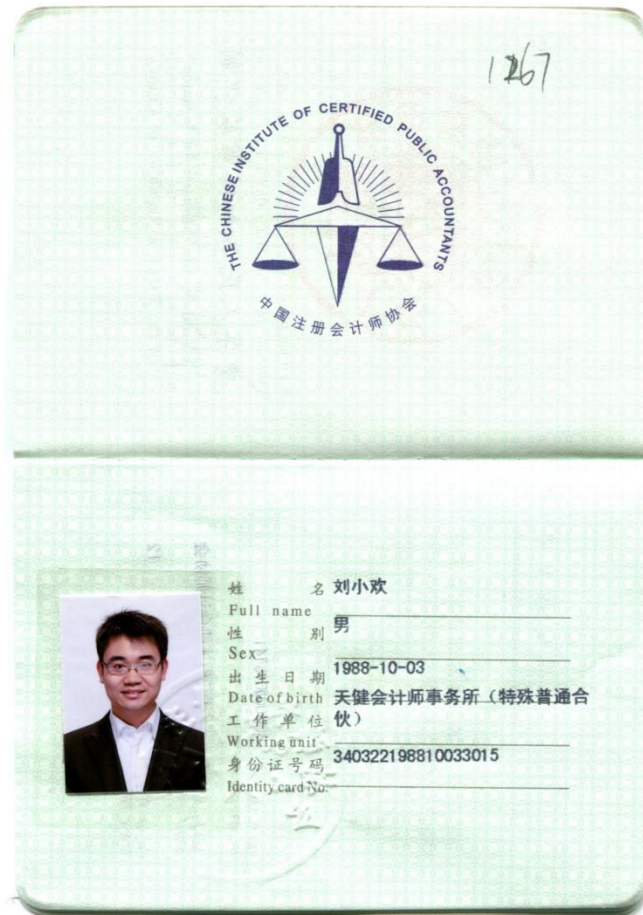 THE CHINESE INSTITUTE OF CERTIFIED PUBLIC ACCOUNTANTS
中国注册会计师协会
姓 名 刘小欢
Full name
性 别 男
Sex
出生日期 1988-10-03
Date of birth
工作单位 天健会计师事务所（特殊普通合
伙）
Working unit
身份证号码 340322198810033015
Identity card No.